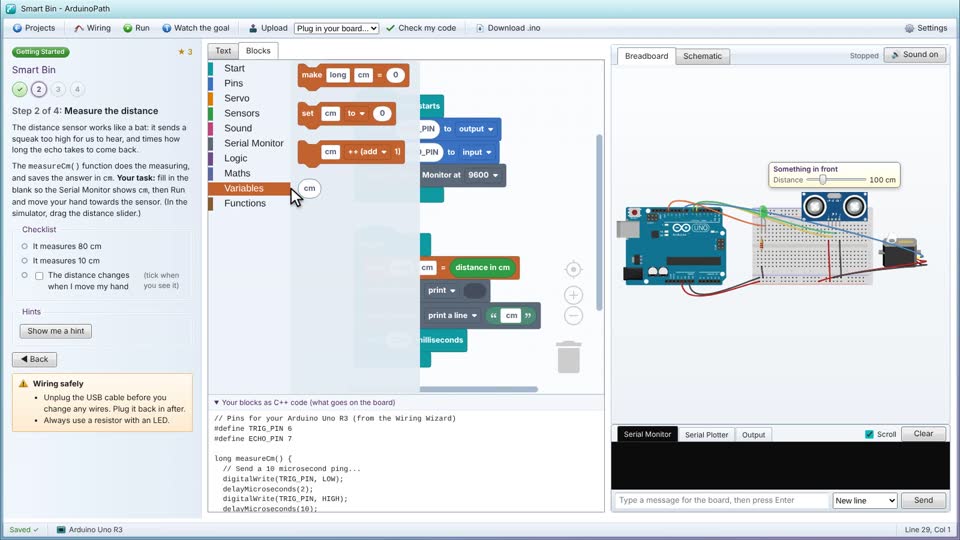 Smart Bin - ArduinoPath
Projects Wiring Run Watch the goal Upload Plug in your board... Check my code Download .ino Settings
Getting Started ★ 3
Smart Bin
✓ 2 3 4
Step 2 of 4: Measure the distance
The distance sensor works like a bat: it sends a
squeak too high for us to hear, and times how
long the echo takes to come back.
The measureCm() function does the measuring,
and saves the answer in cm. Your task: fill in the
blank so the Serial Monitor shows cm, then Run
and move your hand towards the sensor. (In the
simulator, drag the distance slider.)
Checklist
It measures 80 cm
It measures 10 cm
The distance changes
when I move my hand
(tick when
you see it)
Hints
Show me a hint
◀ Back
Wiring safely
• Unplug the USB cable before you
change any wires. Plug it back in after.
• Always use a resistor with an LED.
Text Blocks
Start
Pins
Servo
Sensors
Sound
Serial Monitor
Logic
Maths
Variables
Functions
make long cm = 0
set cm to 0
cm ++ (add 1)
cm
starts
_PIN to output
O_PIN to input
Monitor at 9600
cm = distance in cm
print
print a line “ cm ”
milliseconds
▼ Your blocks as C++ code (what goes on the board)
// Pins for your Arduino Uno R3 (from the Wiring Wizard)
#define TRIG_PIN 6
#define ECHO_PIN 7
long measureCm() {
// Send a 10 microsecond ping...
digitalWrite(TRIG_PIN, LOW);
delayMicroseconds(2);
digitalWrite(TRIG_PIN, HIGH);
delayMicroseconds(10);
Breadboard Schematic Stopped Sound on
Something in front
Distance 100 cm
UNO
Serial Monitor Serial Plotter Output Scroll Clear
Type a message for the board, then press Enter New line Send
Saved ✓ Arduino Uno R3 Line 29, Col 1